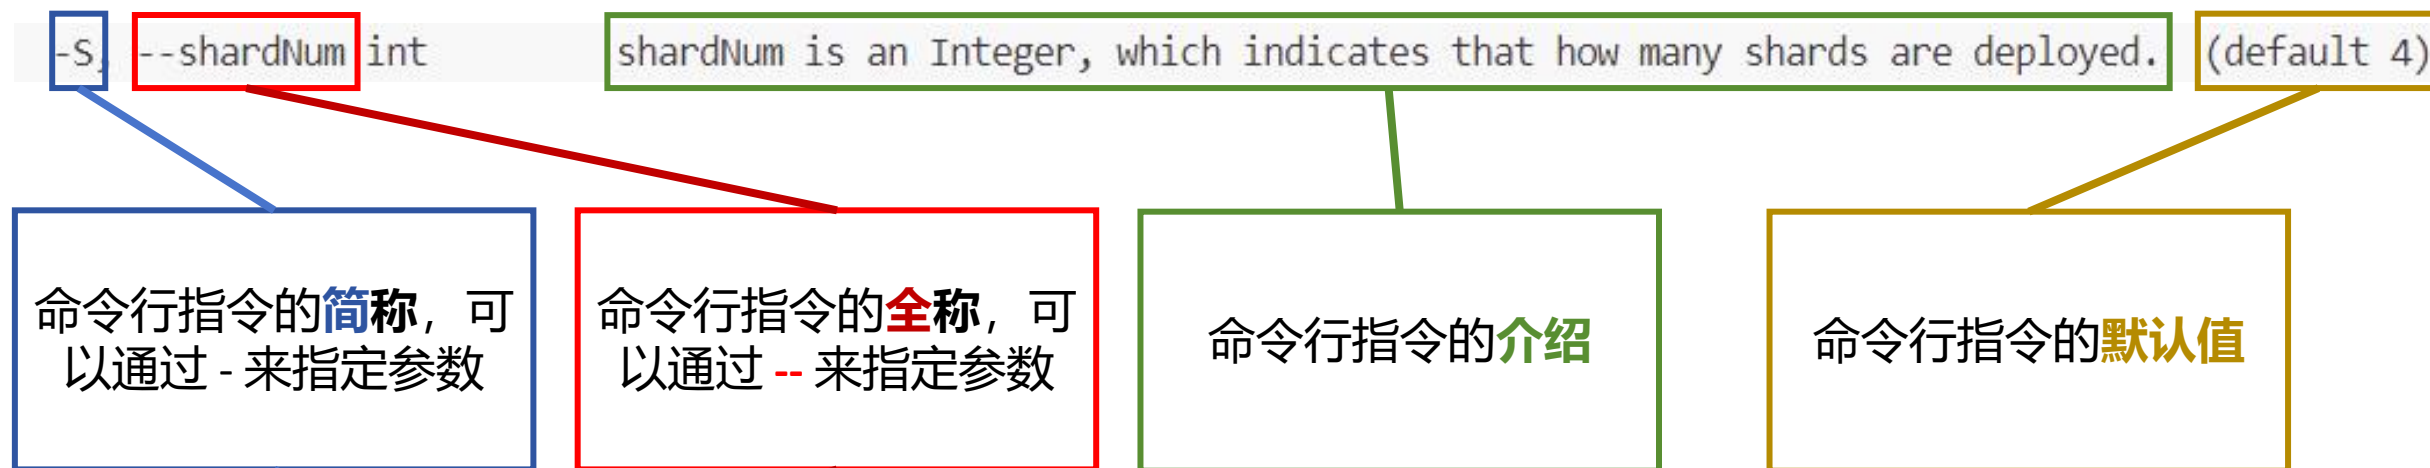 -S, --shardNum int shardNum is an Integer, which indicates that how many shards are deployed. (default 4)
命令行指令的简称，可
以通过 - 来指定参数
命令行指令的全称，可
以通过 -- 来指定参数
命令行指令的介绍
命令行指令的默认值